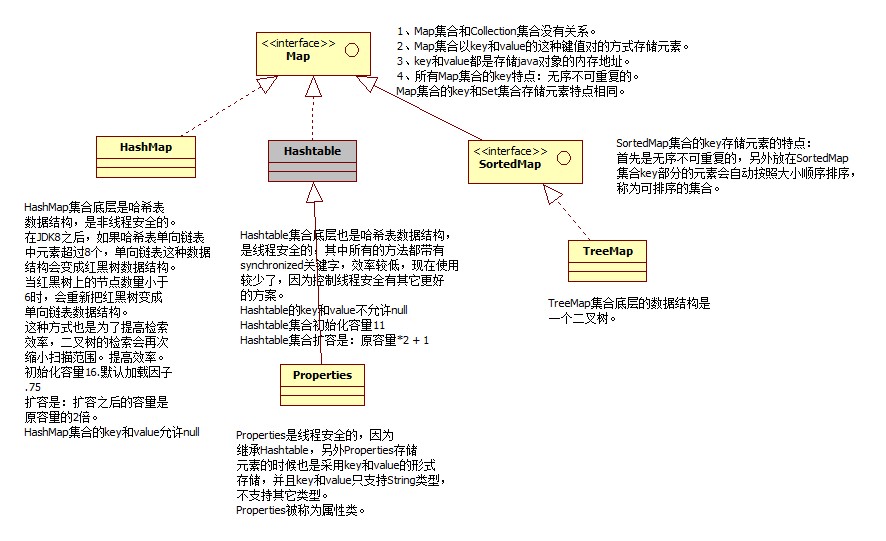 <<interface>>
Map
1、Map集合和Collection集合没有关系。
2、Map集合以key和value的这种键值对的方式存储元素。
3、key和value都是存储java对象的内存地址。
4、所有Map集合的key特点：无序不可重复的。
Map集合的key和Set集合存储元素特点相同。
HashMap
Hashtable
<<interface>>
SortedMap
SortedMap集合的key存储元素的特点：
首先是无序不可重复的，另外放在SortedMap
集合key部分的元素会自动按照大小顺序排序，
称为可排序的集合。
HashMap集合底层是哈希表
数据结构，是非线程安全的。
在JDK8之后，如果哈希表单向链表
中元素超过8个，单向链表这种数据
结构会变成红黑树数据结构。
当红黑树上的节点数量小于
6时，会重新把红黑树变成
单向链表数据结构。
这种方式也是为了提高检索
效率，二叉树的检索会再次
缩小扫描范围。提高效率。
初始化容量16.默认加载因子
.75
扩容是：扩容之后的容量是
原容量的2倍。
HashMap集合的key和value允许null
Hashtable集合底层也是哈希表数据结构，
是线程安全的，其中所有的方法都带有
synchronized关键字，效率较低，现在使用
较少了，因为控制线程安全有其它更好
的方案。
Hashtable的key和value不允许null
Hashtable集合初始化容量11
Hashtable集合扩容是：原容量*2 + 1
TreeMap
TreeMap集合底层的数据结构是
一个二叉树。
Properties
Properties是线程安全的，因为
继承Hashtable，另外Properties存储
元素的时候也是采用key和value的形式
存储，并且key和value只支持String类型，
不支持其它类型。
Properties被称为属性类。